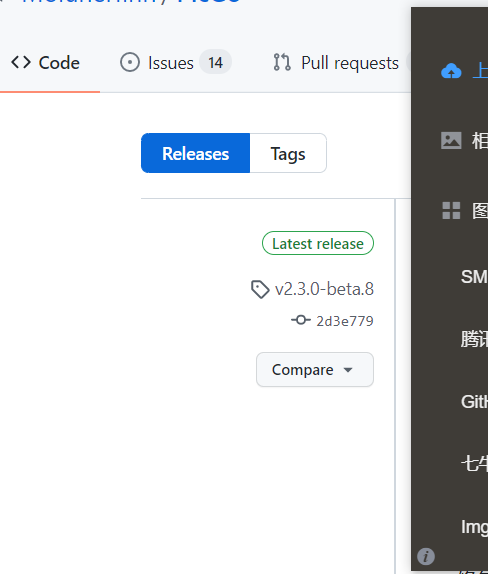 Code
Issues 14
Pull requests
Releases
Tags
Latest release
v2.3.0-beta.8
2d3e779
Compare
上
相
图
SM
腾讯
GitH
七牛
Img